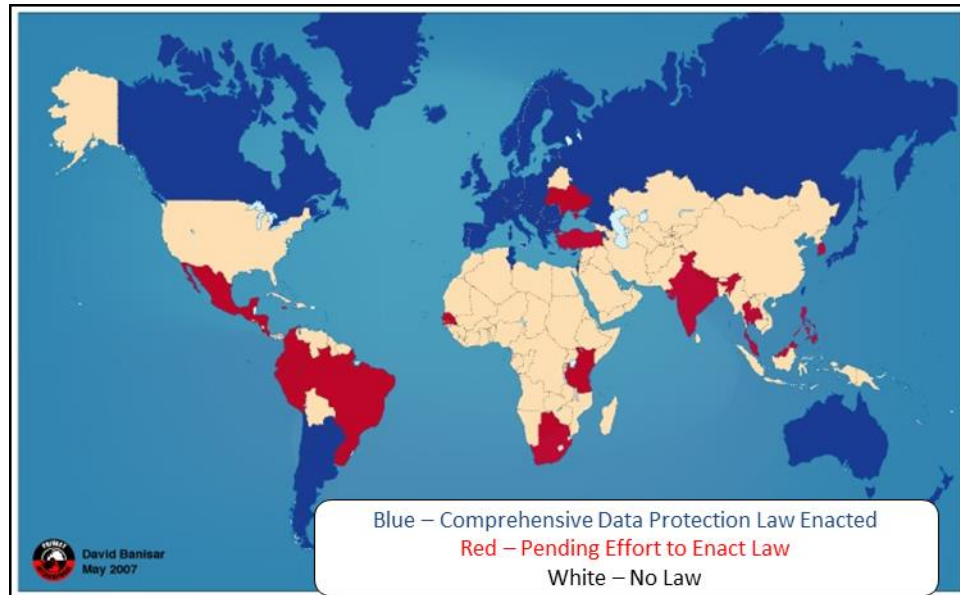 Blue – Comprehensive Data Protection Law Enacted
Red – Pending Effort to Enact Law
White – No Law
David Banisar
May 2007